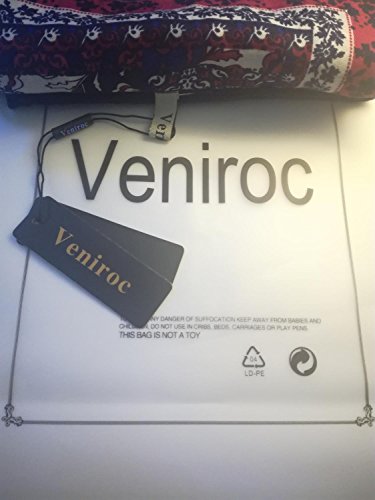 Veniroc
Ven
Veniroc
Veniroc
ANY DANGER OF SUFFOCATION KEEP AWAY FROM BABIES AND
DO NOT USE IN CRIBS, BEDS, CARRIAGES OR PLAY PENS.
THIS BAG IS NOT A TOY
04
LD-PE